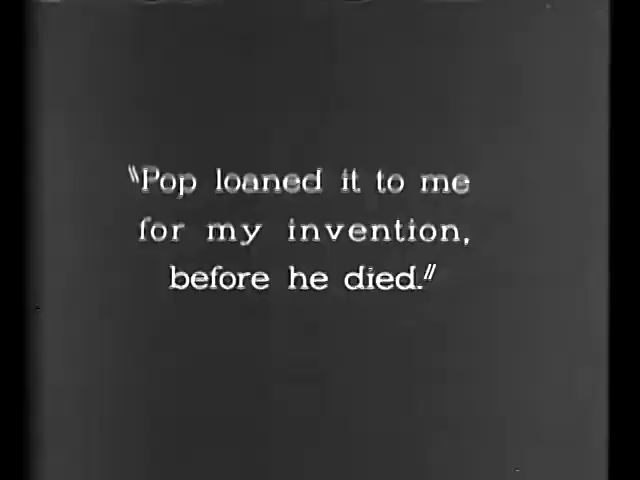 "Pop loaned it to me
for my invention,
before he died."